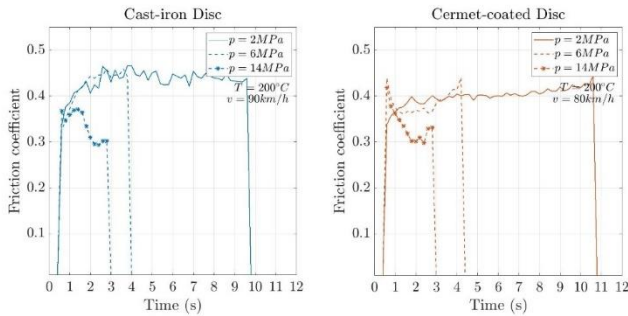 Cast-iron Disc
Friction coefficient
0.5
0.4
0.3
0.2
0.1
p = 2MPa
p = 6MPa
p = 14MPa
T = 200°C
v = 90km/h
0 1 2 3 4 5 6 7 8 9 10 11 12
Time (s)
Cermet-coated Disc
Friction coefficient
0.5
0.4
0.3
0.2
0.1
p = 2MPa
p = 6MPa
p = 14MPa
T = 200°C
v = 80km/h
0 1 2 3 4 5 6 7 8 9 10 11 12
Time (s)